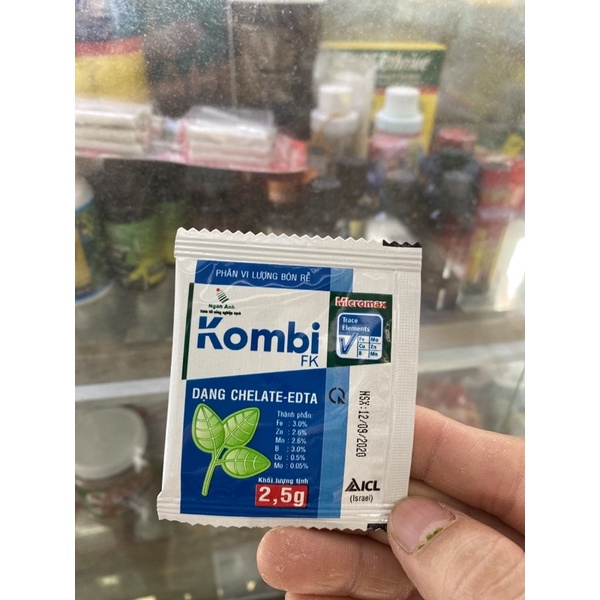 PHÂN VI LƯỢNG BÓN RỄ
Ngân Anh
Kombi
FK
Micromax
Trace
Elements
Fe Mo
Cu Zn
B Mn
DẠNG CHELATE-EDTA
Thành phần:
Fe : 3.0%
Zn : 2.6%
Mn : 2.6%
B : 3.0%
Cu : 0.5%
Mo : 0.05%
Khối lượng tịnh
2,5g
HSX:12/09/2020
ICL
(Israel)